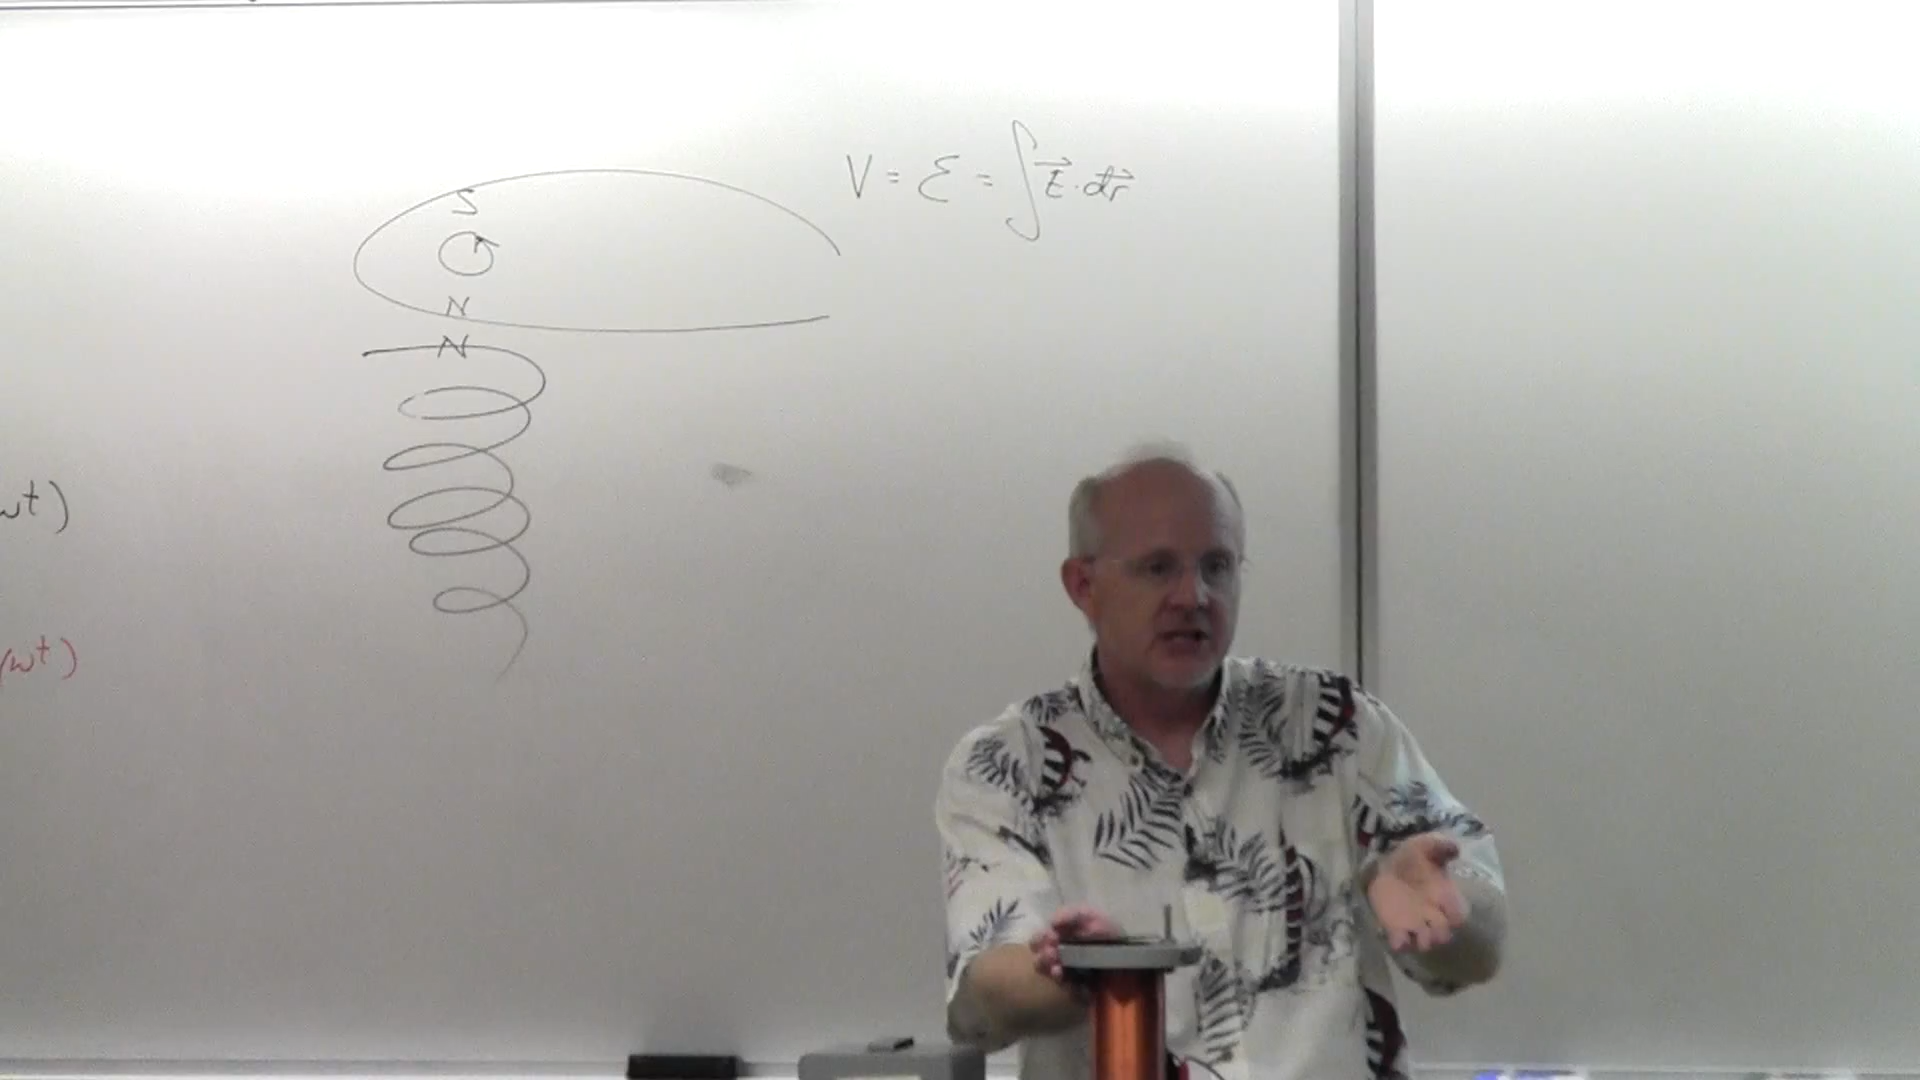 V = ℰ = ∫ E⃗ · dr⃗
S
N
N
ωt)
(ωt)